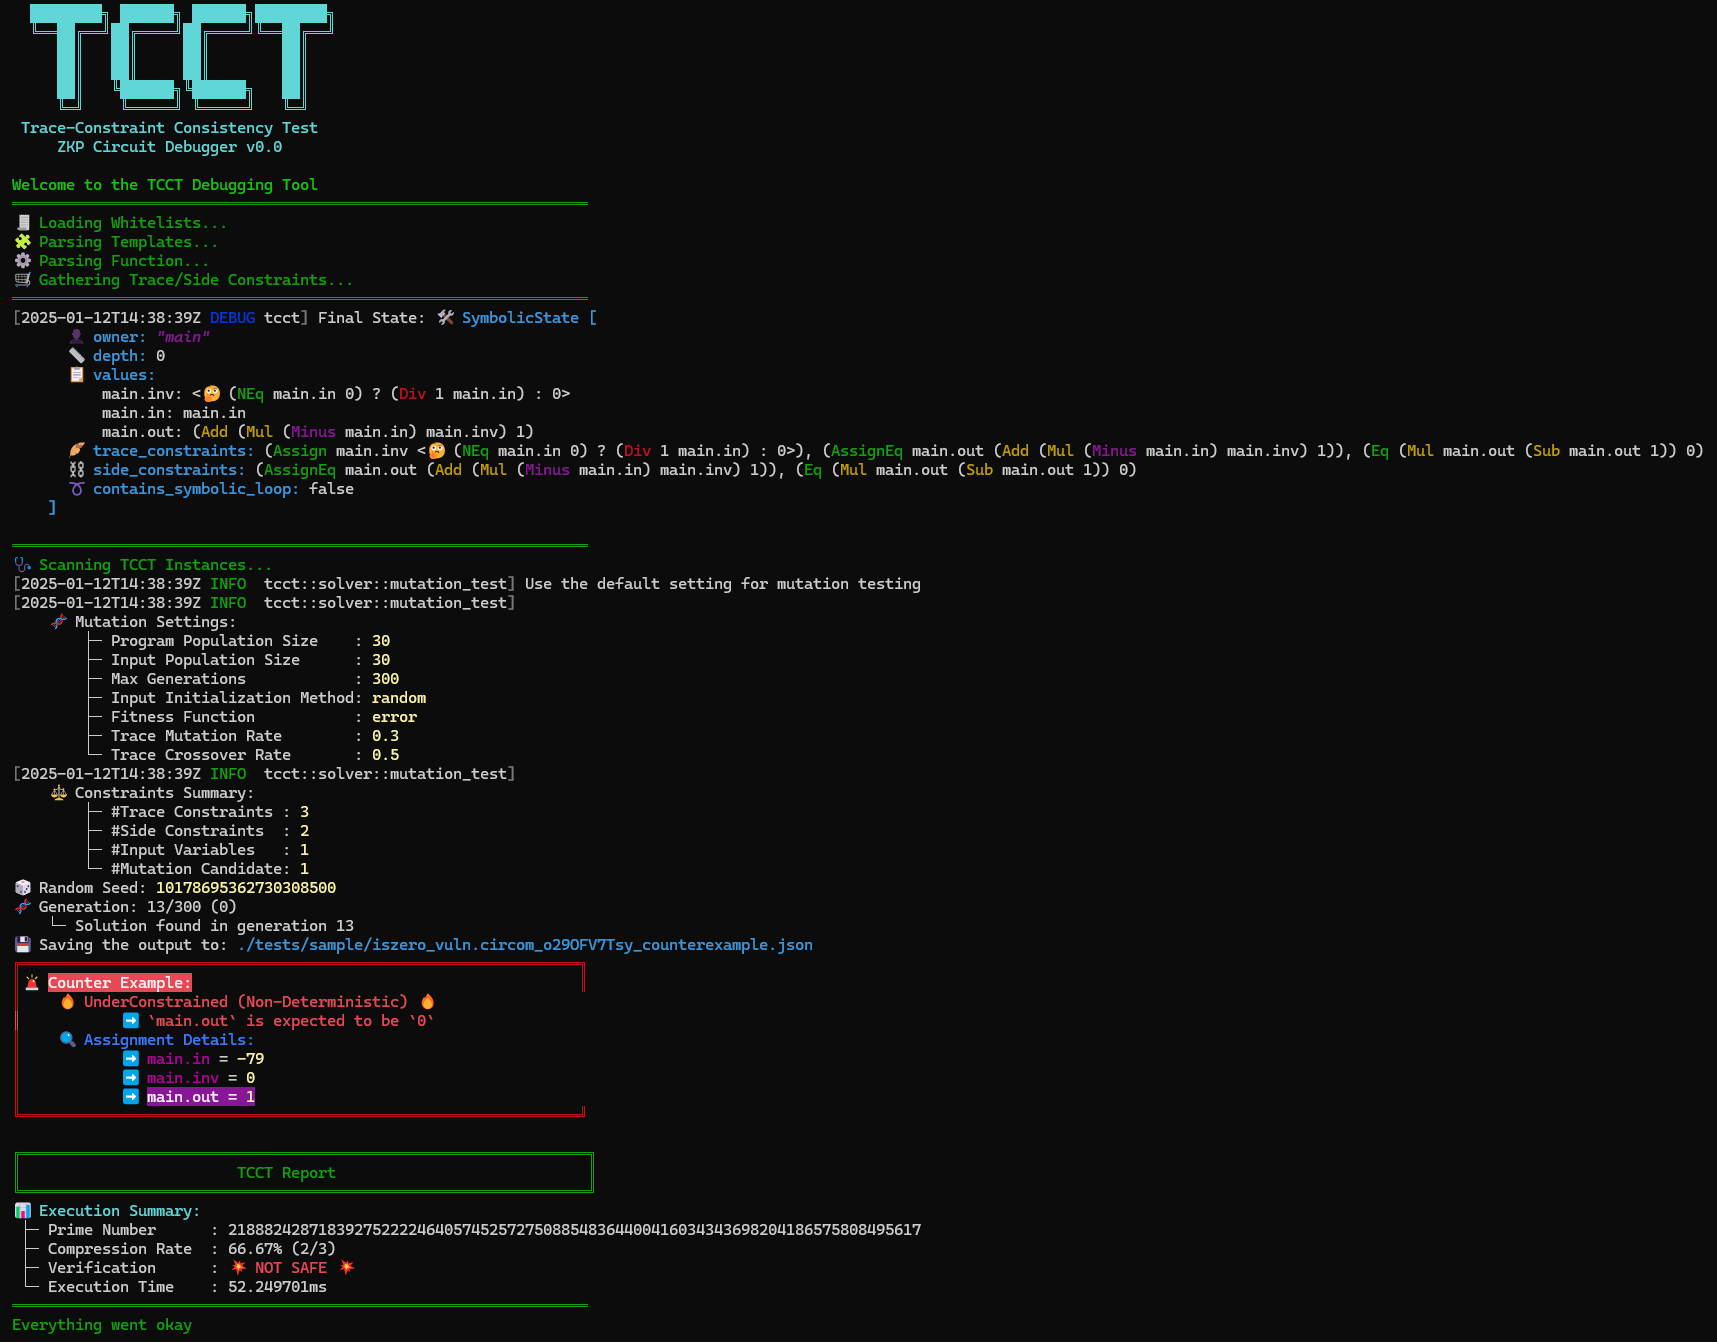 TCCT
Trace-Constraint Consistency Test
ZKP Circuit Debugger v0.0
Welcome to the TCCT Debugging Tool
Loading Whitelists...
Parsing Templates...
Parsing Function...
Gathering Trace/Side Constraints...
[2025-01-12T14:38:39Z DEBUG tcct] Final State: SymbolicState [
owner: "main"
depth: 0
values:
main.inv: <🤔 (NEq main.in 0) ? (Div 1 main.in) : 0>
main.in: main.in
main.out: (Add (Mul (Minus main.in) main.inv) 1)
trace_constraints: (Assign main.inv <🤔 (NEq main.in 0) ? (Div 1 main.in) : 0>), (AssignEq main.out (Add (Mul (Minus main.in) main.inv) 1)), (Eq (Mul main.out (Sub main.out 1)) 0)
side_constraints: (AssignEq main.out (Add (Mul (Minus main.in) main.inv) 1)), (Eq (Mul main.out (Sub main.out 1)) 0)
contains_symbolic_loop: false
]
Scanning TCCT Instances...
[2025-01-12T14:38:39Z INFO  tcct::solver::mutation_test] Use the default setting for mutation testing
[2025-01-12T14:38:39Z INFO  tcct::solver::mutation_test]
Mutation Settings:
Program Population Size : 30
Input Population Size : 30
Max Generations : 300
Input Initialization Method: random
Fitness Function : error
Trace Mutation Rate : 0.3
Trace Crossover Rate : 0.5
[2025-01-12T14:38:39Z INFO  tcct::solver::mutation_test]
Constraints Summary:
#Trace Constraints : 3
#Side Constraints : 2
#Input Variables : 1
#Mutation Candidate: 1
Random Seed: 10178695362730308500
Generation: 13/300 (0)
Solution found in generation 13
Saving the output to: ./tests/sample/iszero_vuln.circom_o29OFV7Tsy_counterexample.json
Counter Example:
UnderConstrained (Non-Deterministic)
`main.out` is expected to be `0`
Assignment Details:
main.in = -79
main.inv = 0
main.out = 1
TCCT Report
Execution Summary:
Prime Number : 21888242871839275222246405745257275088548364400416034343698204186575808495617
Compression Rate : 66.67% (2/3)
Verification : NOT SAFE
Execution Time : 52.249701ms
Everything went okay